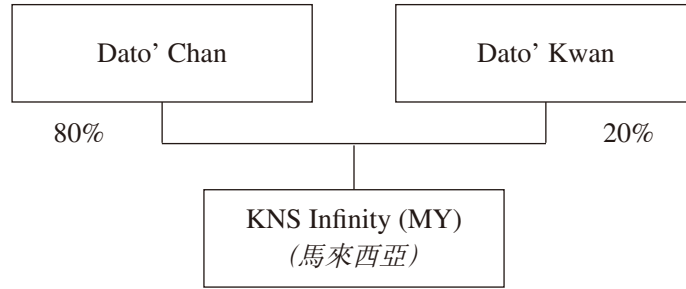 Dato’ Chan
Dato’ Kwan
80%
20%
KNS Infinity (MY)
(馬來西亞)